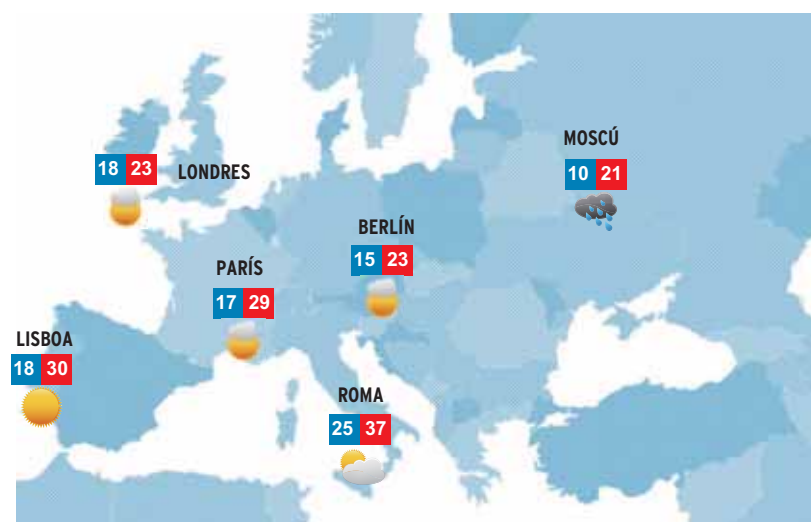 MOSCÚ
10 21
18 23 LONDRES
BERLÍN
15 23
PARÍS
17 29
LISBOA
18 30
ROMA
25 37